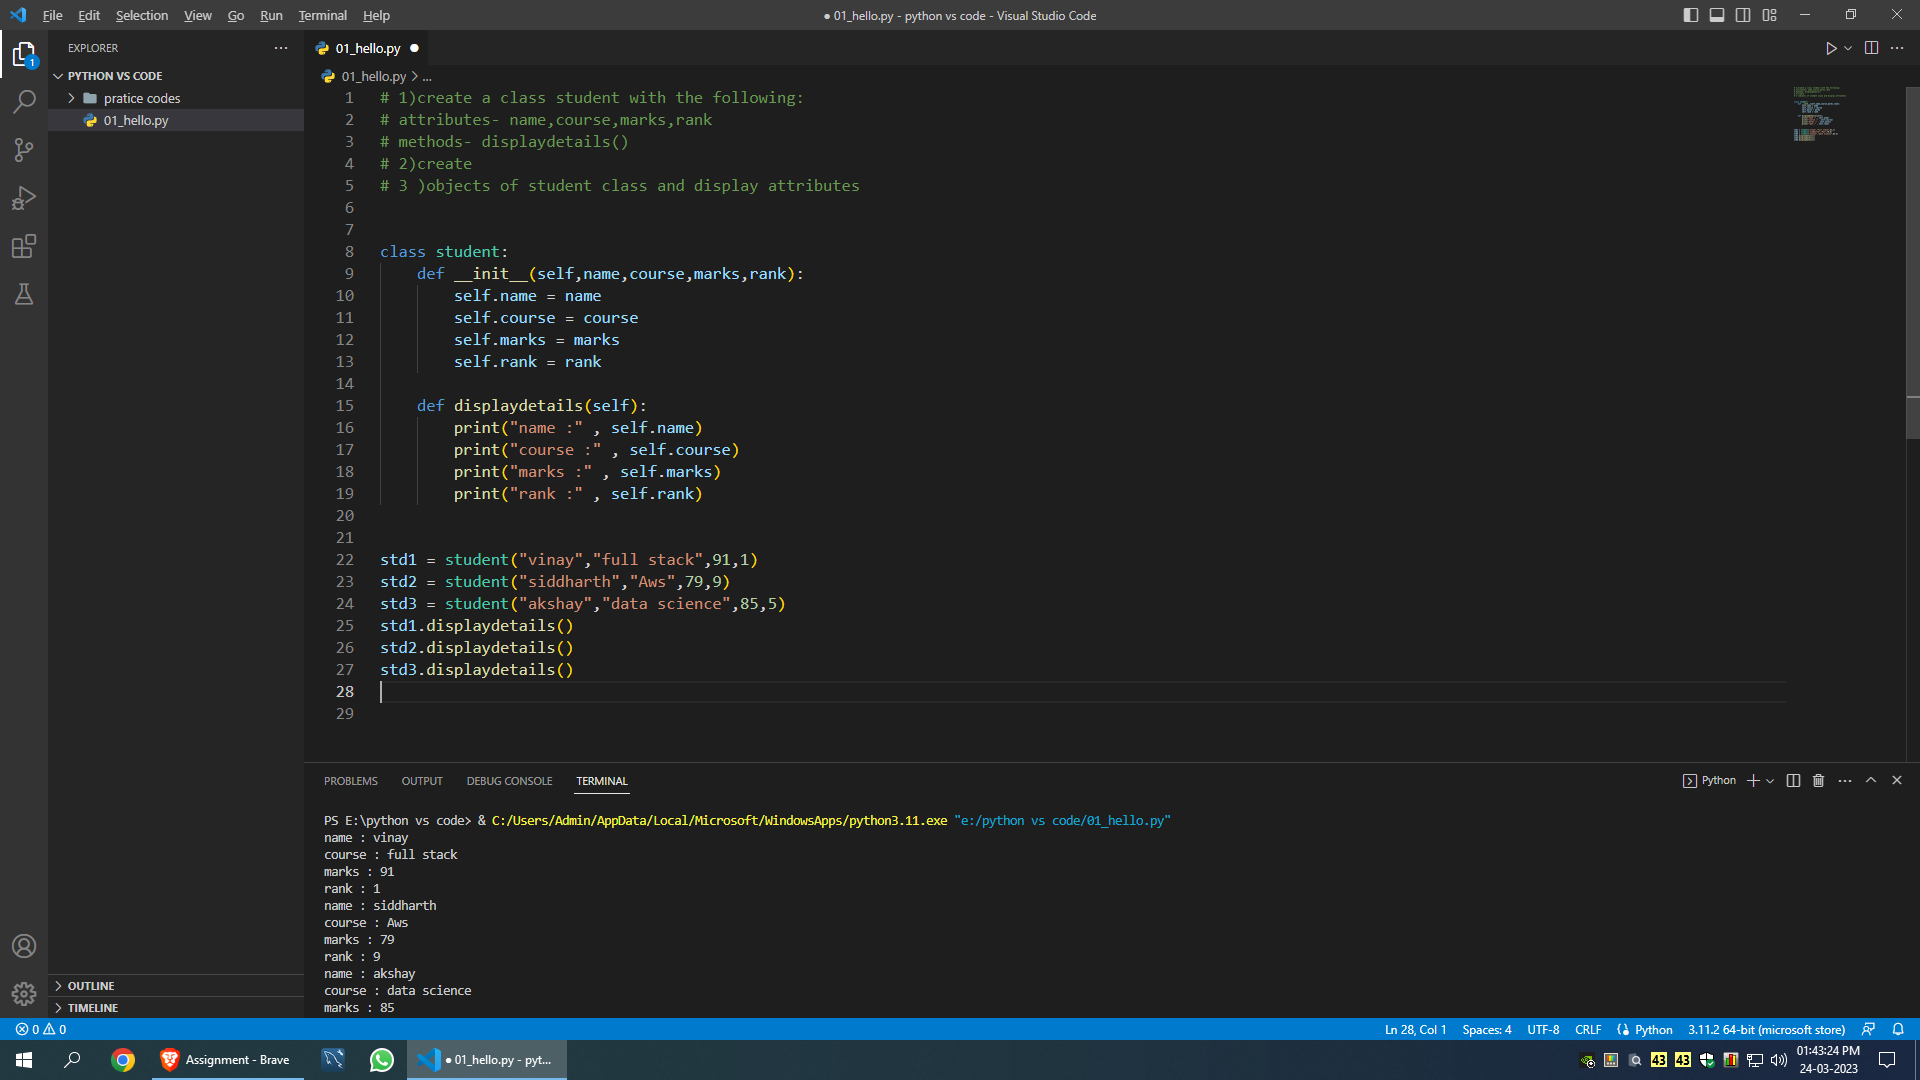 File Edit Selection View Go Run Terminal Help
● 01_hello.py - python vs code - Visual Studio Code
EXPLORER
01_hello.py
PYTHON VS CODE
01_hello.py > ...
pratice codes
01_hello.py
1 # 1)create a class student with the following:
2 # attributes- name,course,marks,rank
3 # methods- displaydetails()
4 # 2)create
5 # 3 )objects of student class and display attributes
6
7
8 class student:
9 def __init__(self,name,course,marks,rank):
10 self.name = name
11 self.course = course
12 self.marks = marks
13 self.rank = rank
14
15 def displaydetails(self):
16 print("name :" , self.name)
17 print("course :" , self.course)
18 print("marks :" , self.marks)
19 print("rank :" , self.rank)
20
21
22 std1 = student("vinay","full stack",91,1)
23 std2 = student("siddharth","Aws",79,9)
24 std3 = student("akshay","data science",85,5)
25 std1.displaydetails()
26 std2.displaydetails()
27 std3.displaydetails()
28
29
PROBLEMS OUTPUT DEBUG CONSOLE TERMINAL
Python
PS E:\python vs code> & C:/Users/Admin/AppData/Local/Microsoft/WindowsApps/python3.11.exe "e:/python vs code/01_hello.py"
name : vinay
course : full stack
marks : 91
rank : 1
name : siddharth
course : Aws
marks : 79
rank : 9
name : akshay
course : data science
marks : 85
OUTLINE
TIMELINE
0 0
Ln 28, Col 1 Spaces: 4 UTF-8 CRLF Python 3.11.2 64-bit (microsoft store)
Assignment - Brave
● 01_hello.py - pyt...
43 43
01:43:24 PM
24-03-2023
1